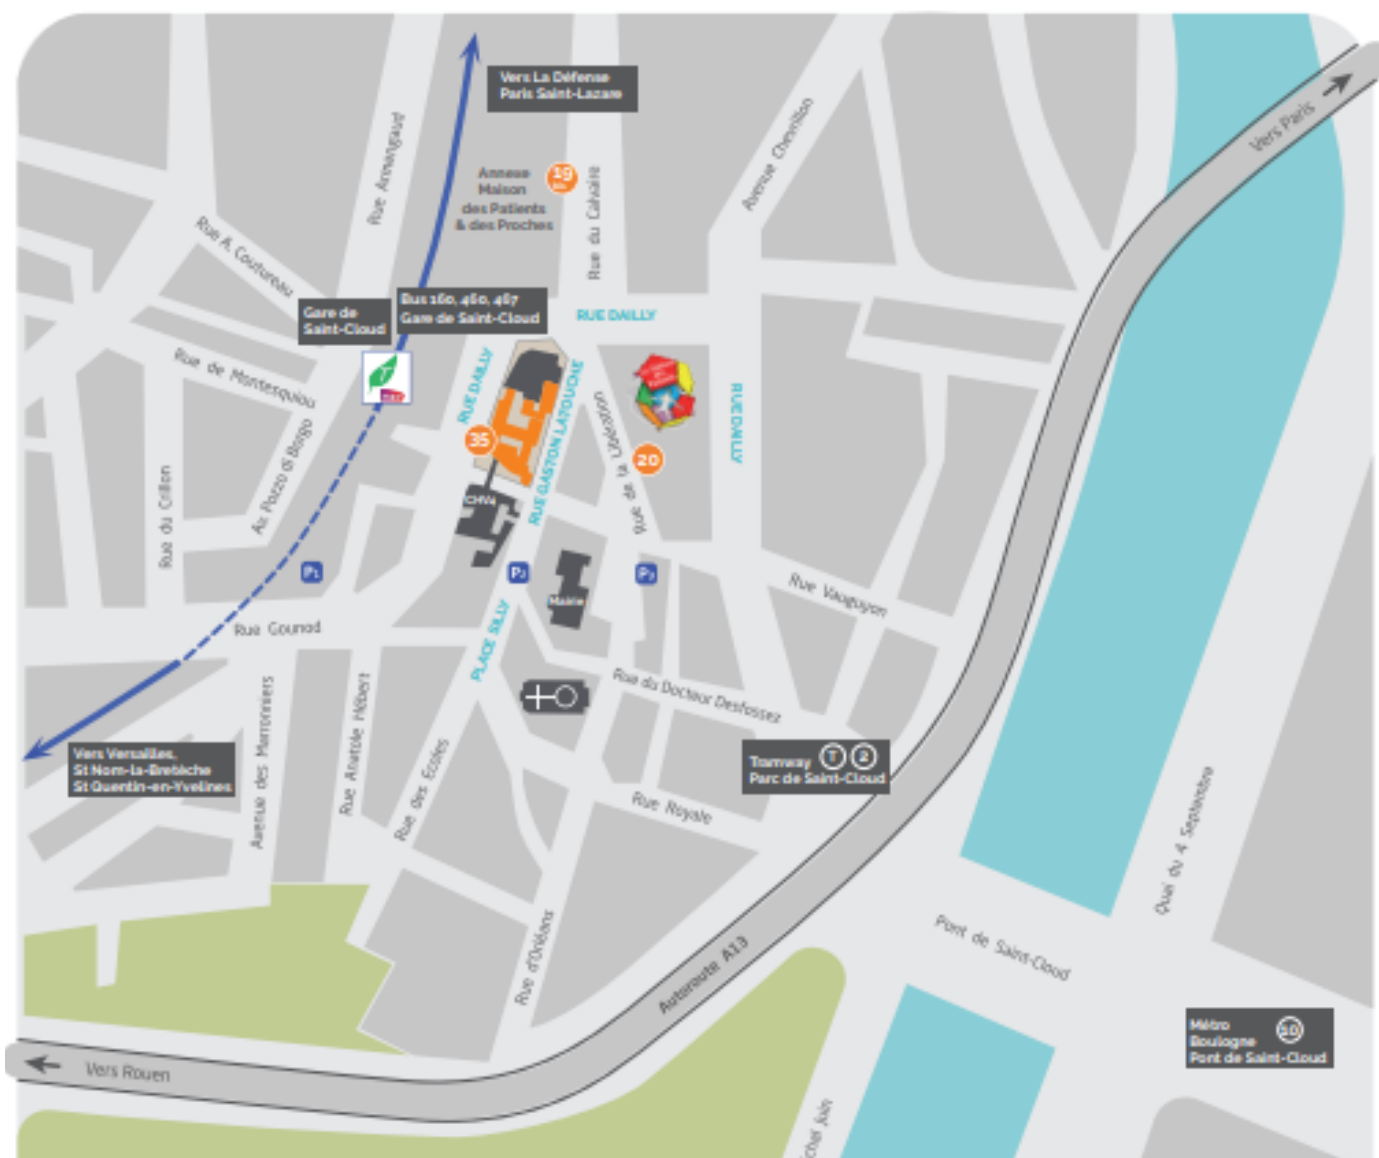 Vers La Défense
Paris Saint-Lazare
Vers Paris
Rue Armangaud
Avenue Chevrillon
Annexe
Maison
des Patients
& des Proches
19
bis
Rue du Calvaire
Rue A. Coutureau
Gare de
Saint-Cloud
Bus 160, 460, 467
Gare de Saint-Cloud
RUE DAILLY
Rue de Montesquiou
RUE DAILLY
RUE GASTON LATOUCHE
Rue de la Libération
RUE DAILLY
35
20
Av. Pozzo di Borgo
Rue du Crillon
CHV4
P1
P2
P3
Mairie
Rue Vauguyon
Rue Gounod
PLACE SILLY
Rue du Docteur Desfossez
Avenue des Marronniers
Rue Anatole Hébert
Rue des Ecoles
Vers Versailles,
St Nom-la-Bretèche
St Quentin-en-Yvelines
Tramway T 2
Parc de Saint-Cloud
Rue Royale
Quai du 4 Septembre
Rue d'Orléans
Autoroute A13
Pont de Saint-Cloud
Métro 10
Boulogne
Pont de Saint-Cloud
Vers Rouen
Juin